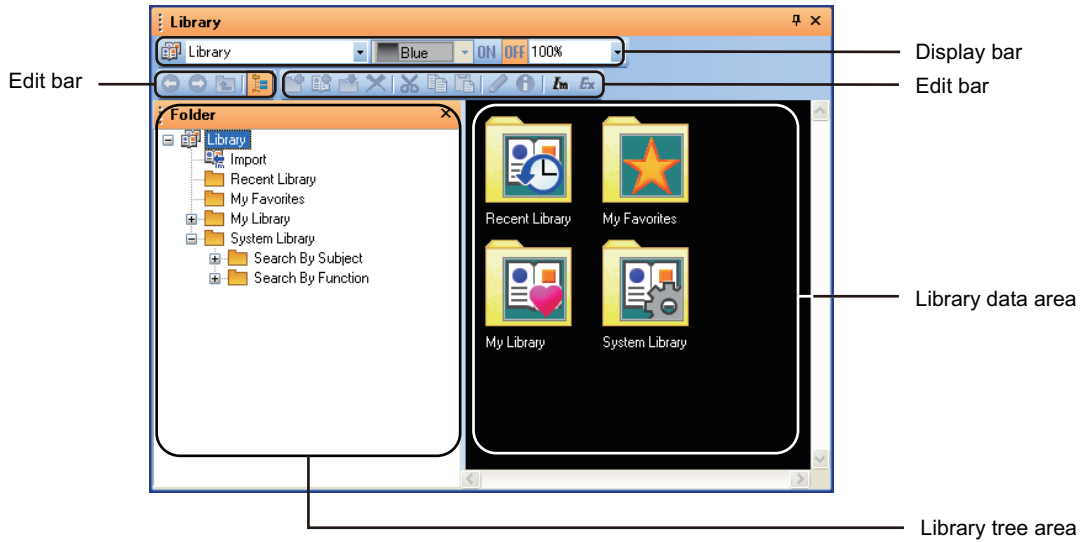 Library
Library
Blue
ON
OFF
100%
Display bar
Edit bar
Im
Ex
Edit bar
Folder
Library
Import
Recent Library
My Favorites
My Library
System Library
Search By Subject
Search By Function
Recent Library
My Favorites
My Library
System Library
Library data area
Library tree area